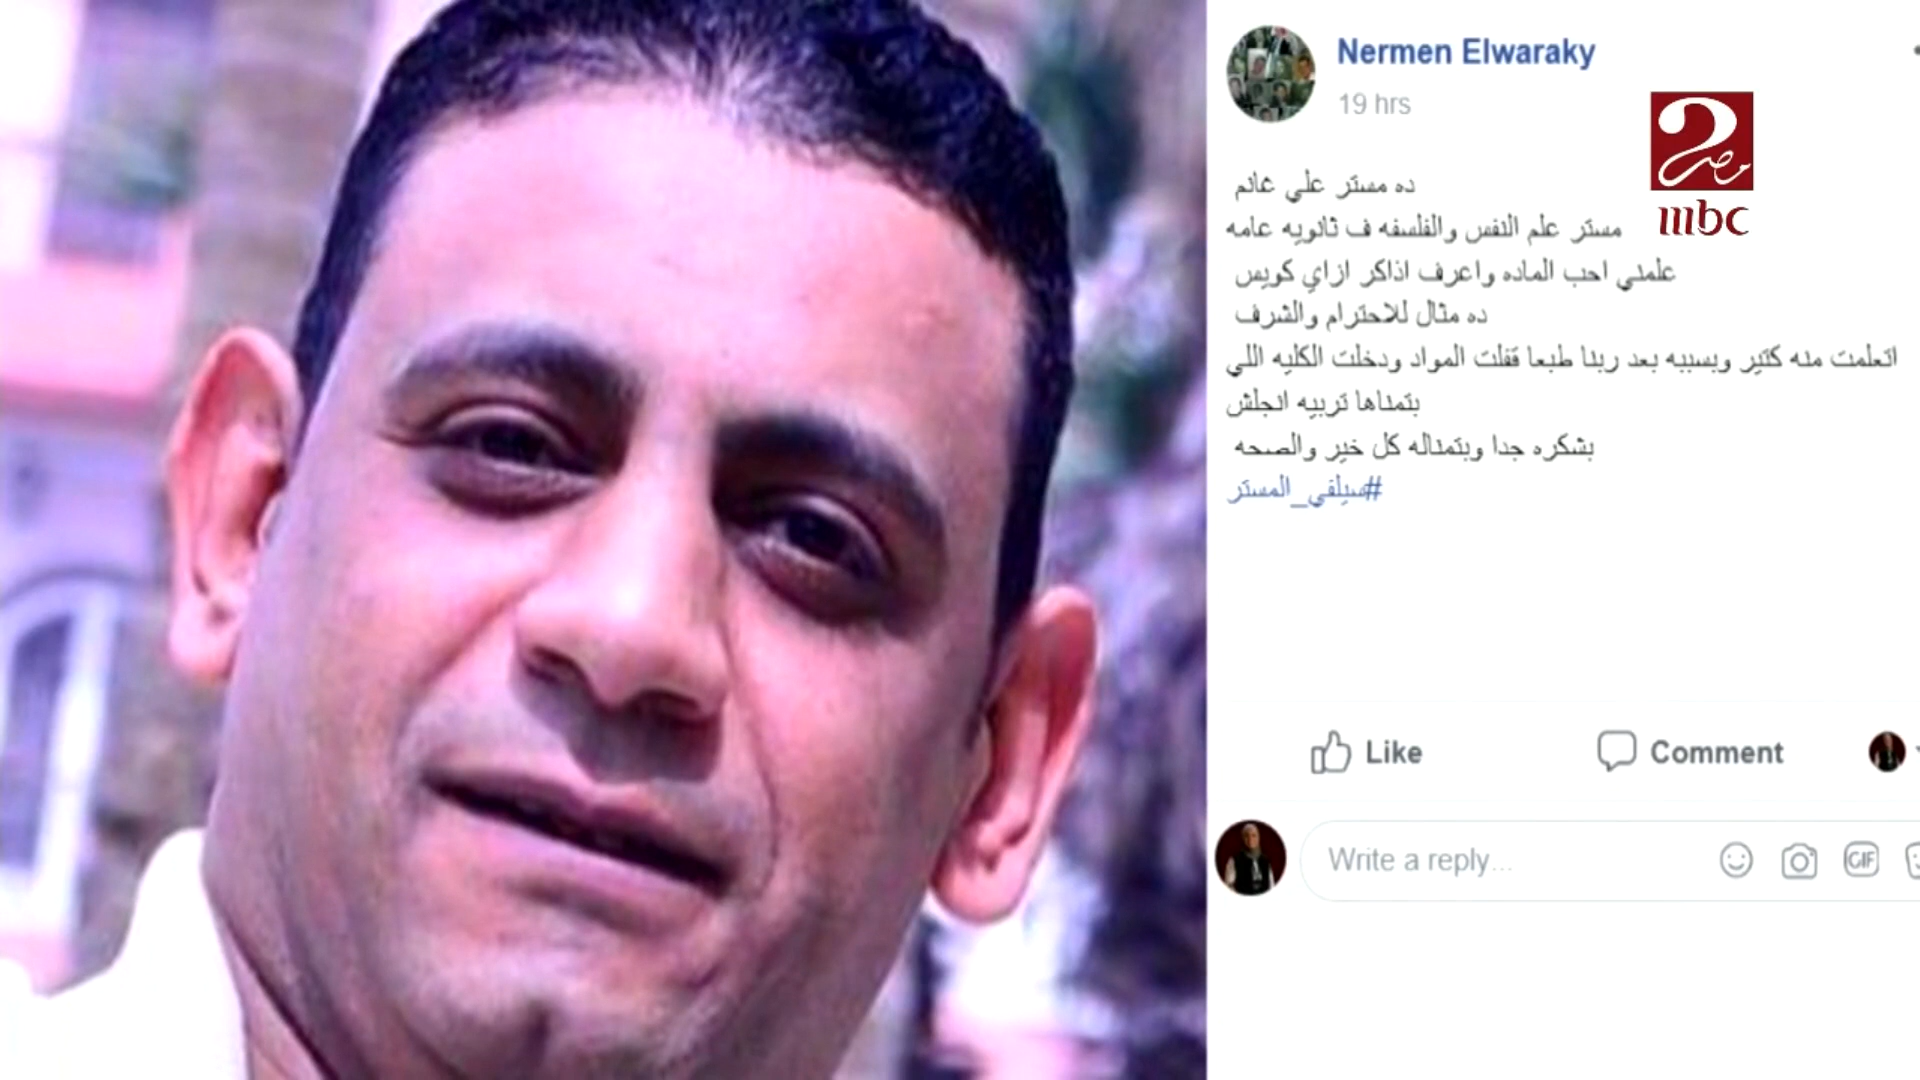 Nermen Elwaraky
19 hrs
مصر
mbc
ده مستر علي غانم
مستر علم النفس والفلسفه ف ثانويه عامه
علمني احب الماده واعرف اذاكر ازاي كويس
ده مثال للاحترام والشرف
اتعلمت منه كتير وبسببه بعد ربنا طبعا قفلت المواد ودخلت الكليه اللي
بتمناها تربيه انجلش
بشكره جدا وبتمناله كل خير والصحه
#سيلفي_المستر
Like
Comment
Write a reply...
GIF